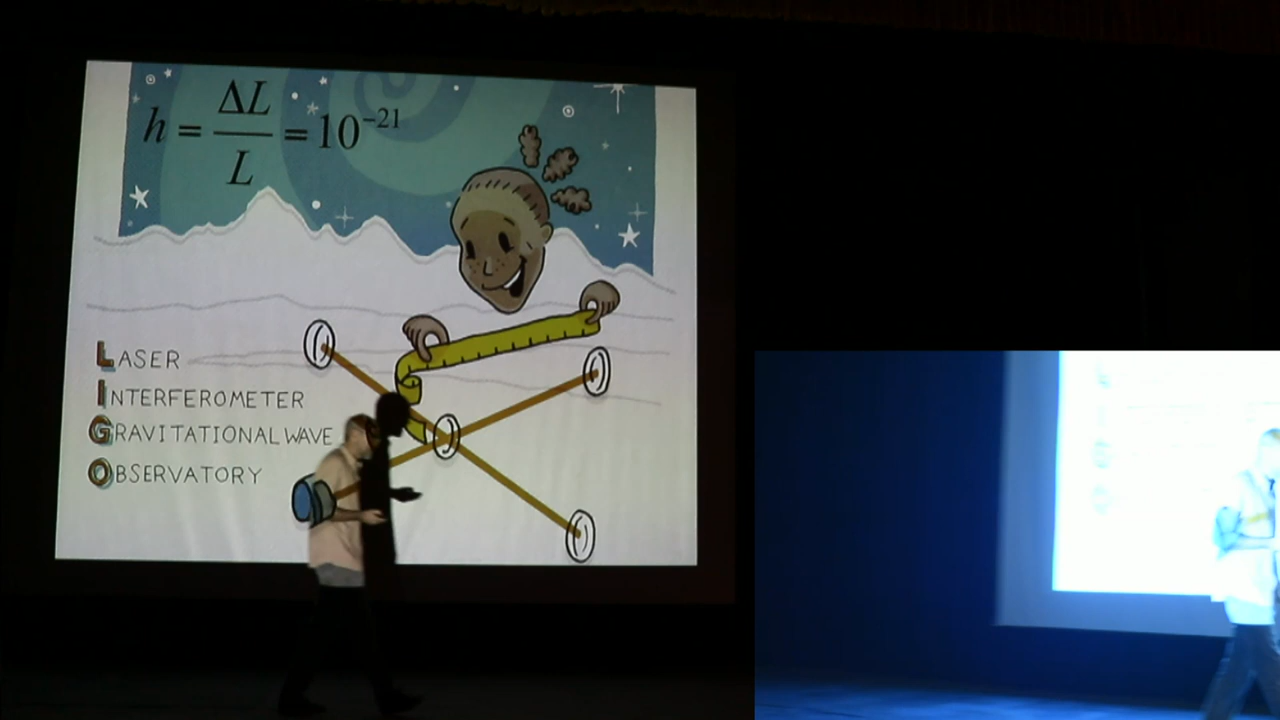 h = ΔL/L = 10⁻²¹
LASER
INTERFEROMETER
GRAVITATIONAL WAVE
OBSERVATORY